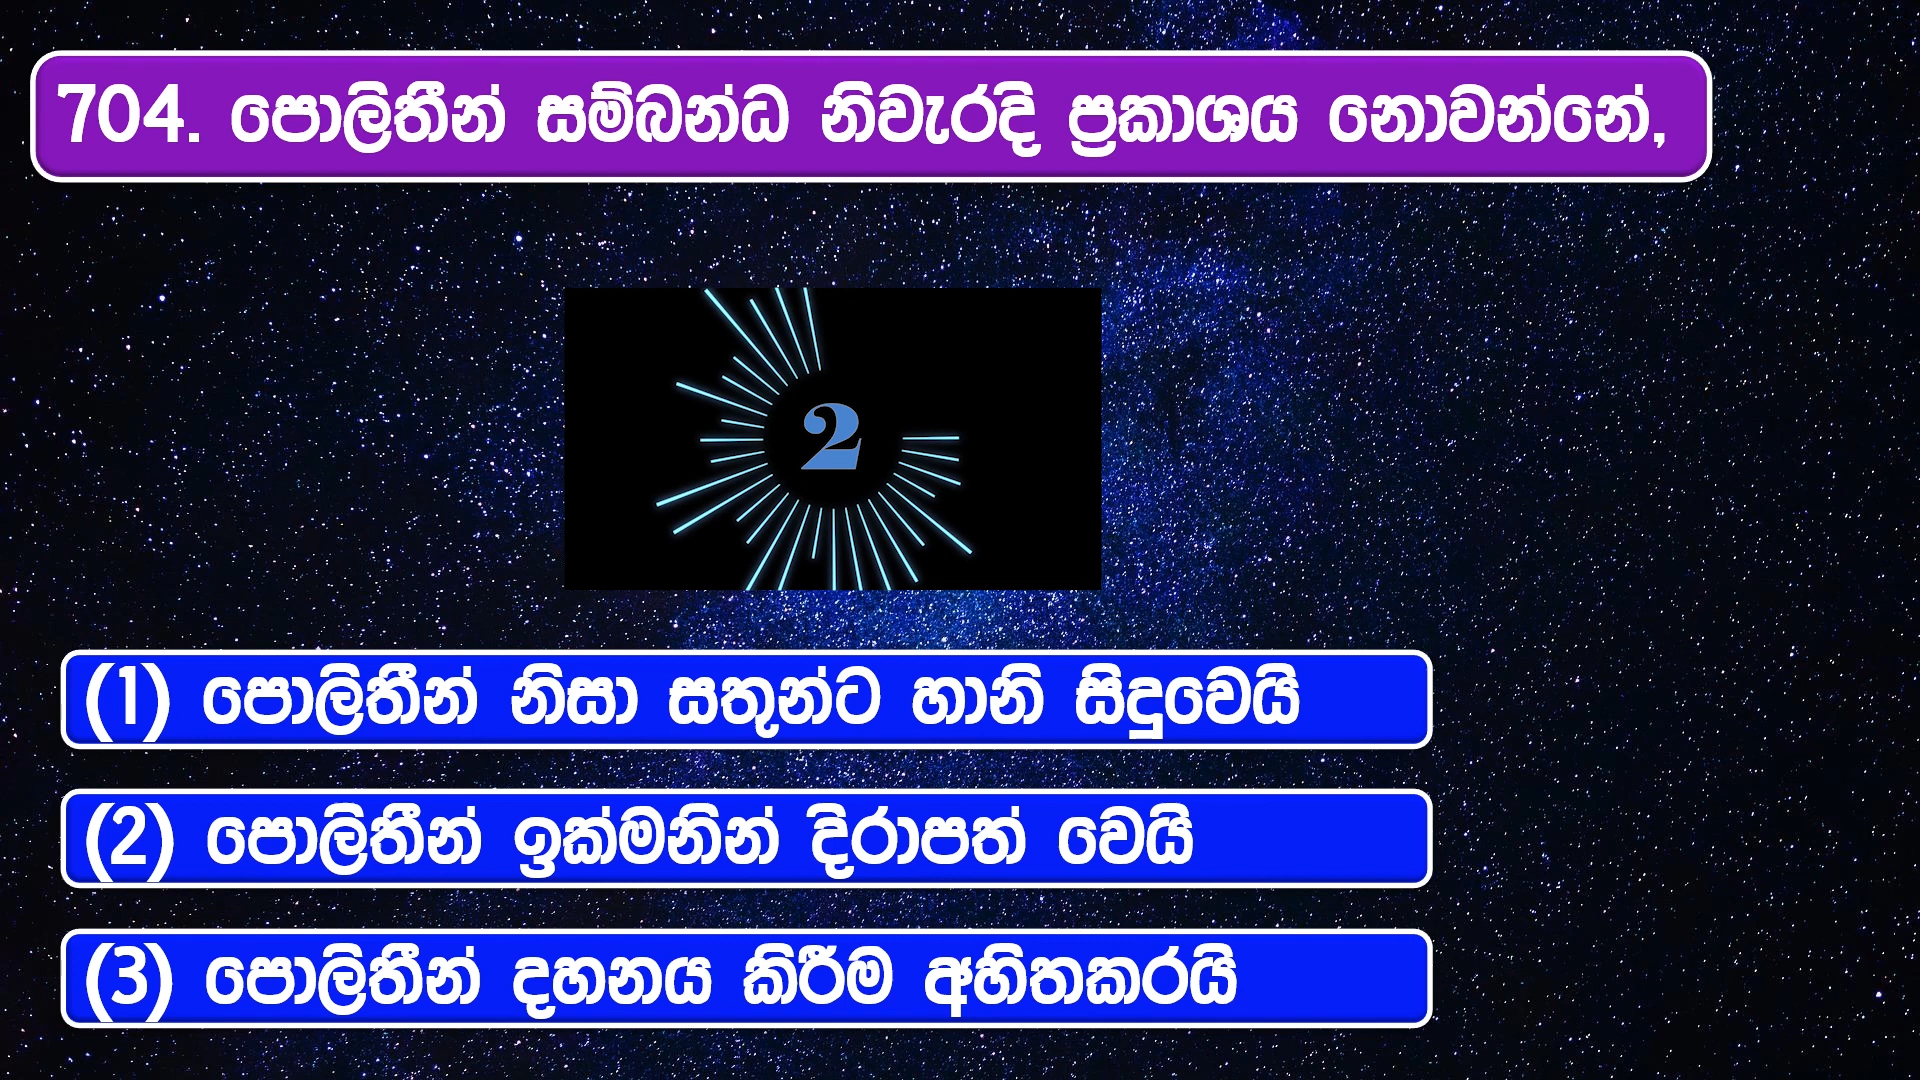 704. පොලිතීන් සම්බන්ධ නිවැරදි ප්‍රකාශය නොවන්නේ,
2
(1) පොලිතීන් නිසා සතුන්ට හානි සිදුවෙයි
(2) පොලිතීන් ඉක්මනින් දිරාපත් වෙයි
(3) පොලිතීන් දහනය කිරීම අහිතකරයි